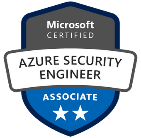 Microsoft
CERTIFIED
AZURE SECURITY
ENGINEER
ASSOCIATE